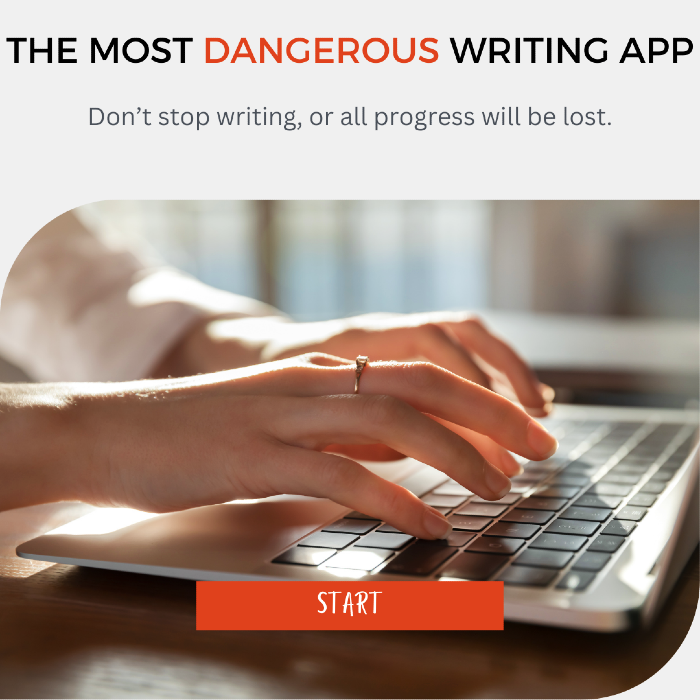 THE MOST DANGEROUS WRITING APP
Don’t stop writing, or all progress will be lost.
START